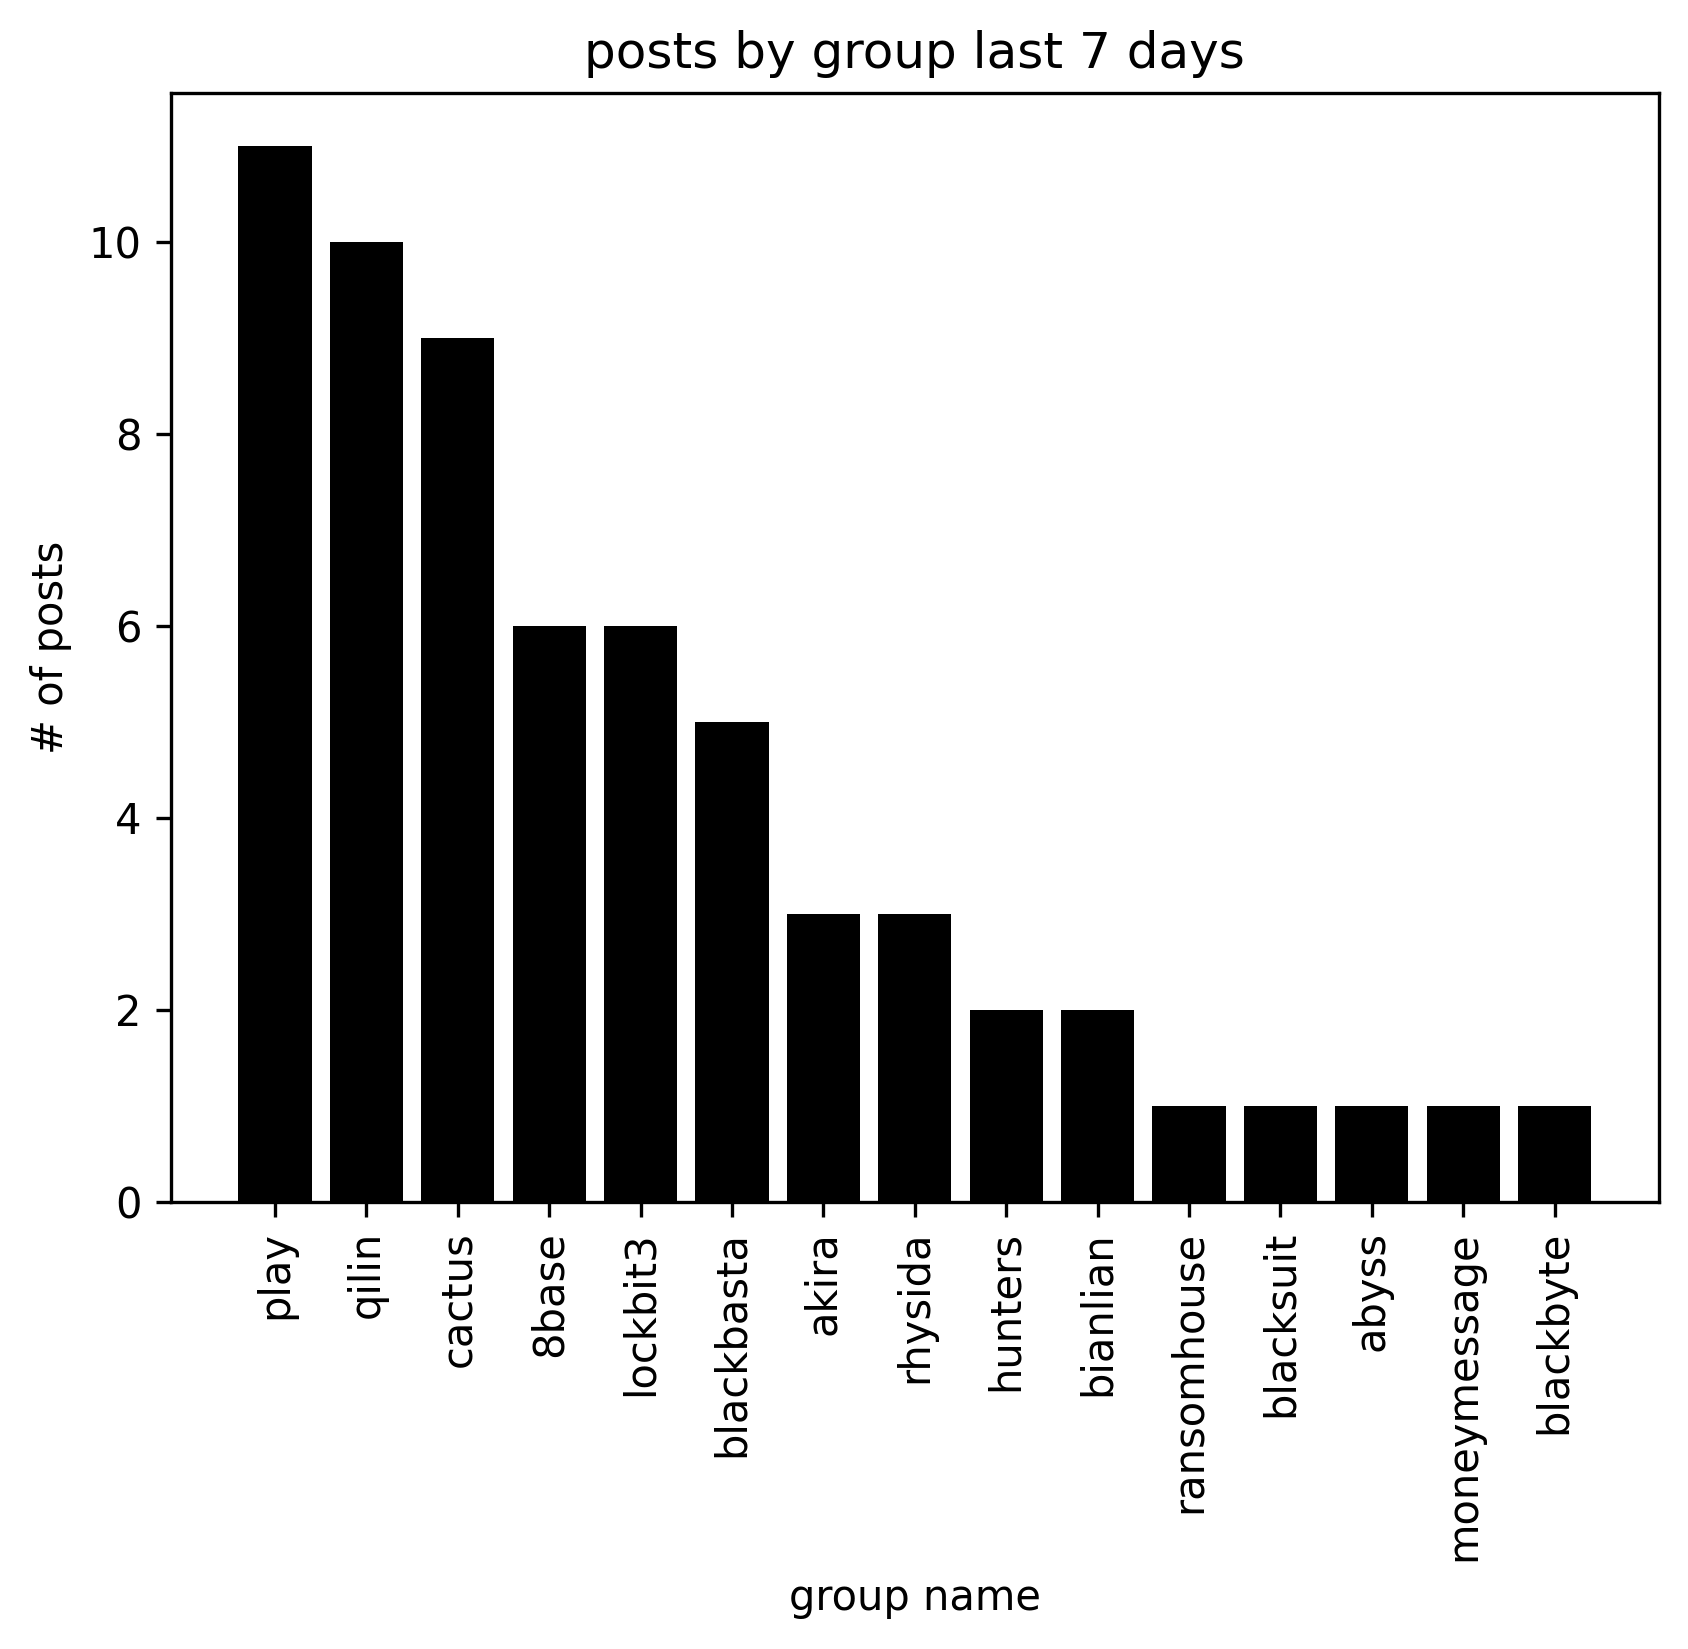 posts by group last 7 days
# of posts
10
8
6
4
2
0
play
qilin
cactus
8base
lockbit3
blackbasta
akira
rhysida
hunters
bianlian
ransomhouse
blacksuit
abyss
moneymessage
blackbyte
group name